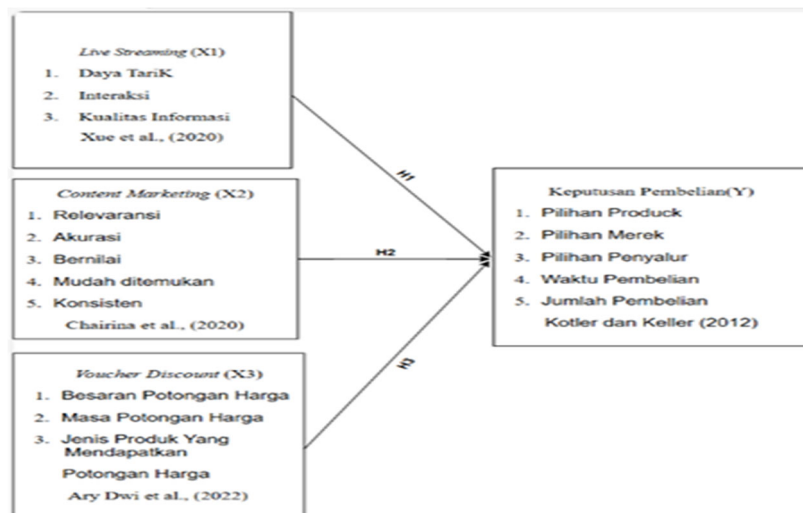 Live Streaming (X1)
1. Daya TariK
2. Interaksi
3. Kualitas Informasi
Xue et al., (2020)
H1
Content Marketing (X2)
1. Relevaransi
2. Akurasi
3. Bernilai
4. Mudah ditemukan
5. Konsisten
Chairina et al., (2020)
H2
Voucher Discount (X3)
1. Besaran Potongan Harga
2. Masa Potongan Harga
3. Jenis Produk Yang
Mendapatkan
Potongan Harga
Ary Dwi et al., (2022)
H3
Keputusan Pembelian(Y)
1. Pilihan Produck
2. Pilihan Merek
3. Pilihan Penyalur
4. Waktu Pembelian
5. Jumlah Pembelian
Kotler dan Keller (2012)